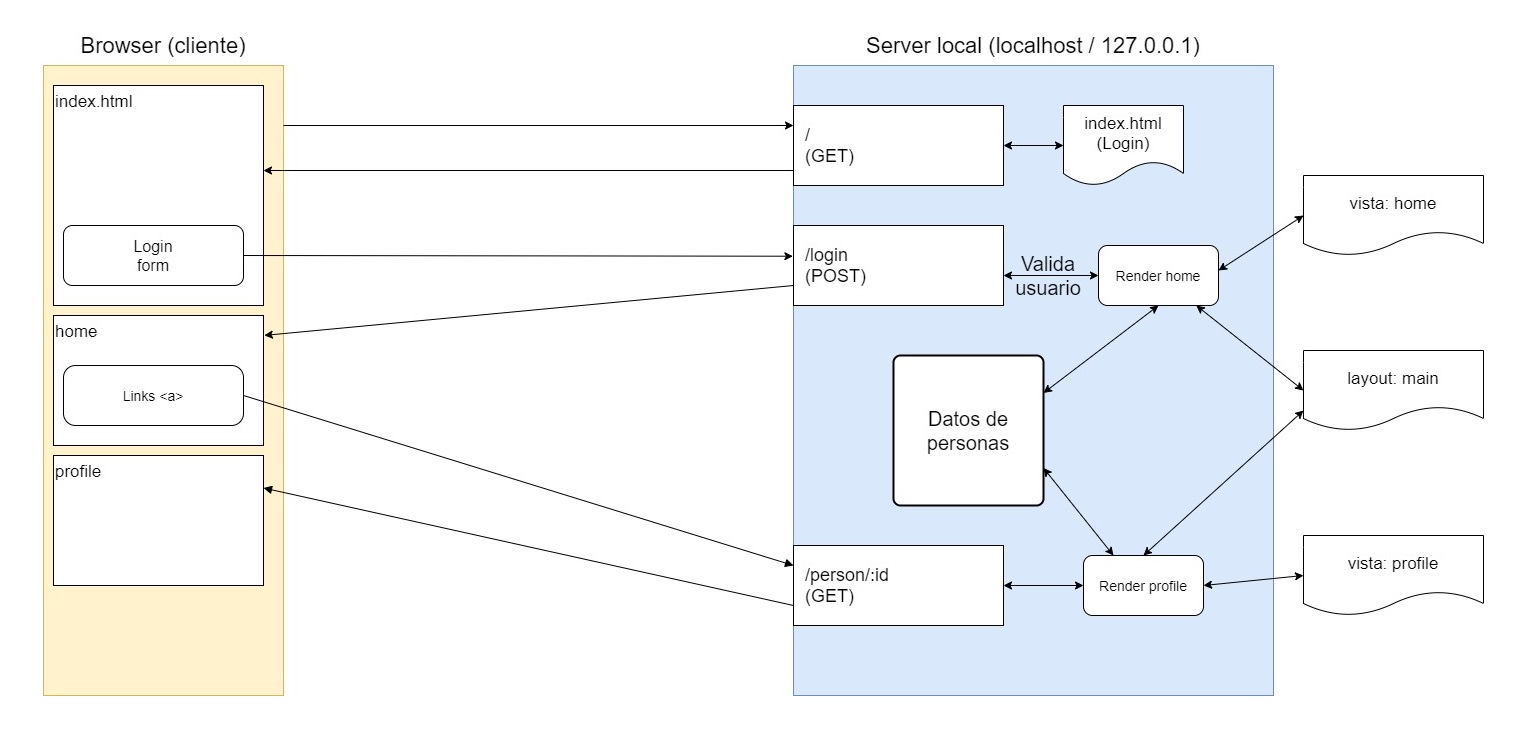 Browser (cliente)
Server local (localhost / 127.0.0.1)
index.html
Login
form
home
Links <a>
profile
/
(GET)
index.html
(Login)
/login
(POST)
Valida
usuario
Render home
vista: home
Datos de
personas
layout: main
/person/:id
(GET)
Render profile
vista: profile